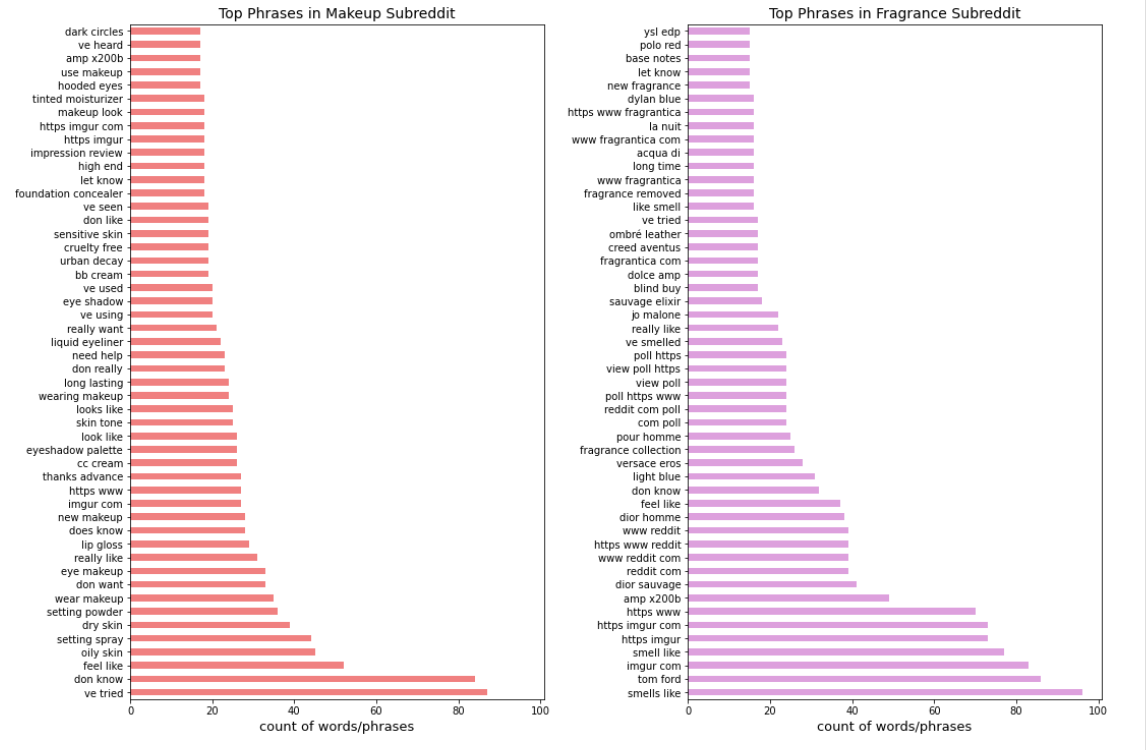 Top Phrases in Makeup Subreddit
dark circles
ve heard
amp x200b
use makeup
hooded eyes
tinted moisturizer
makeup look
https imgur com
https imgur
impression review
high end
let know
foundation concealer
ve seen
don like
sensitive skin
cruelty free
urban decay
bb cream
ve used
eye shadow
ve using
really want
liquid eyeliner
need help
don really
long lasting
wearing makeup
looks like
skin tone
look like
eyeshadow palette
cc cream
thanks advance
https www
imgur com
new makeup
does know
lip gloss
really like
eye makeup
don want
wear makeup
setting powder
dry skin
setting spray
oily skin
feel like
don know
ve tried
0 20 40 60 80 100
count of words/phrases
Top Phrases in Fragrance Subreddit
ysl edp
polo red
base notes
let know
new fragrance
dylan blue
https www fragrantica
la nuit
www fragrantica com
acqua di
long time
www fragrantica
fragrance removed
like smell
ve tried
ombré leather
creed aventus
fragrantica com
dolce amp
blind buy
sauvage elixir
jo malone
really like
ve smelled
poll https
view poll https
view poll
poll https www
reddit com poll
com poll
pour homme
fragrance collection
versace eros
light blue
don know
feel like
dior homme
www reddit
https www reddit
www reddit com
reddit com
dior sauvage
amp x200b
https www
https imgur com
https imgur
smell like
imgur com
tom ford
smells like
0 20 40 60 80 100
count of words/phrases